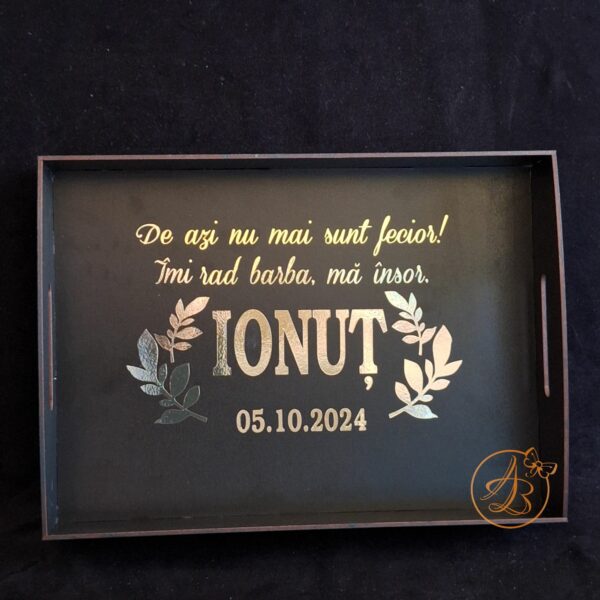 De azi nu mai sunt fecior!
Îmi rad barba, mă însor.
IONUȚ
05.10.2024
AB